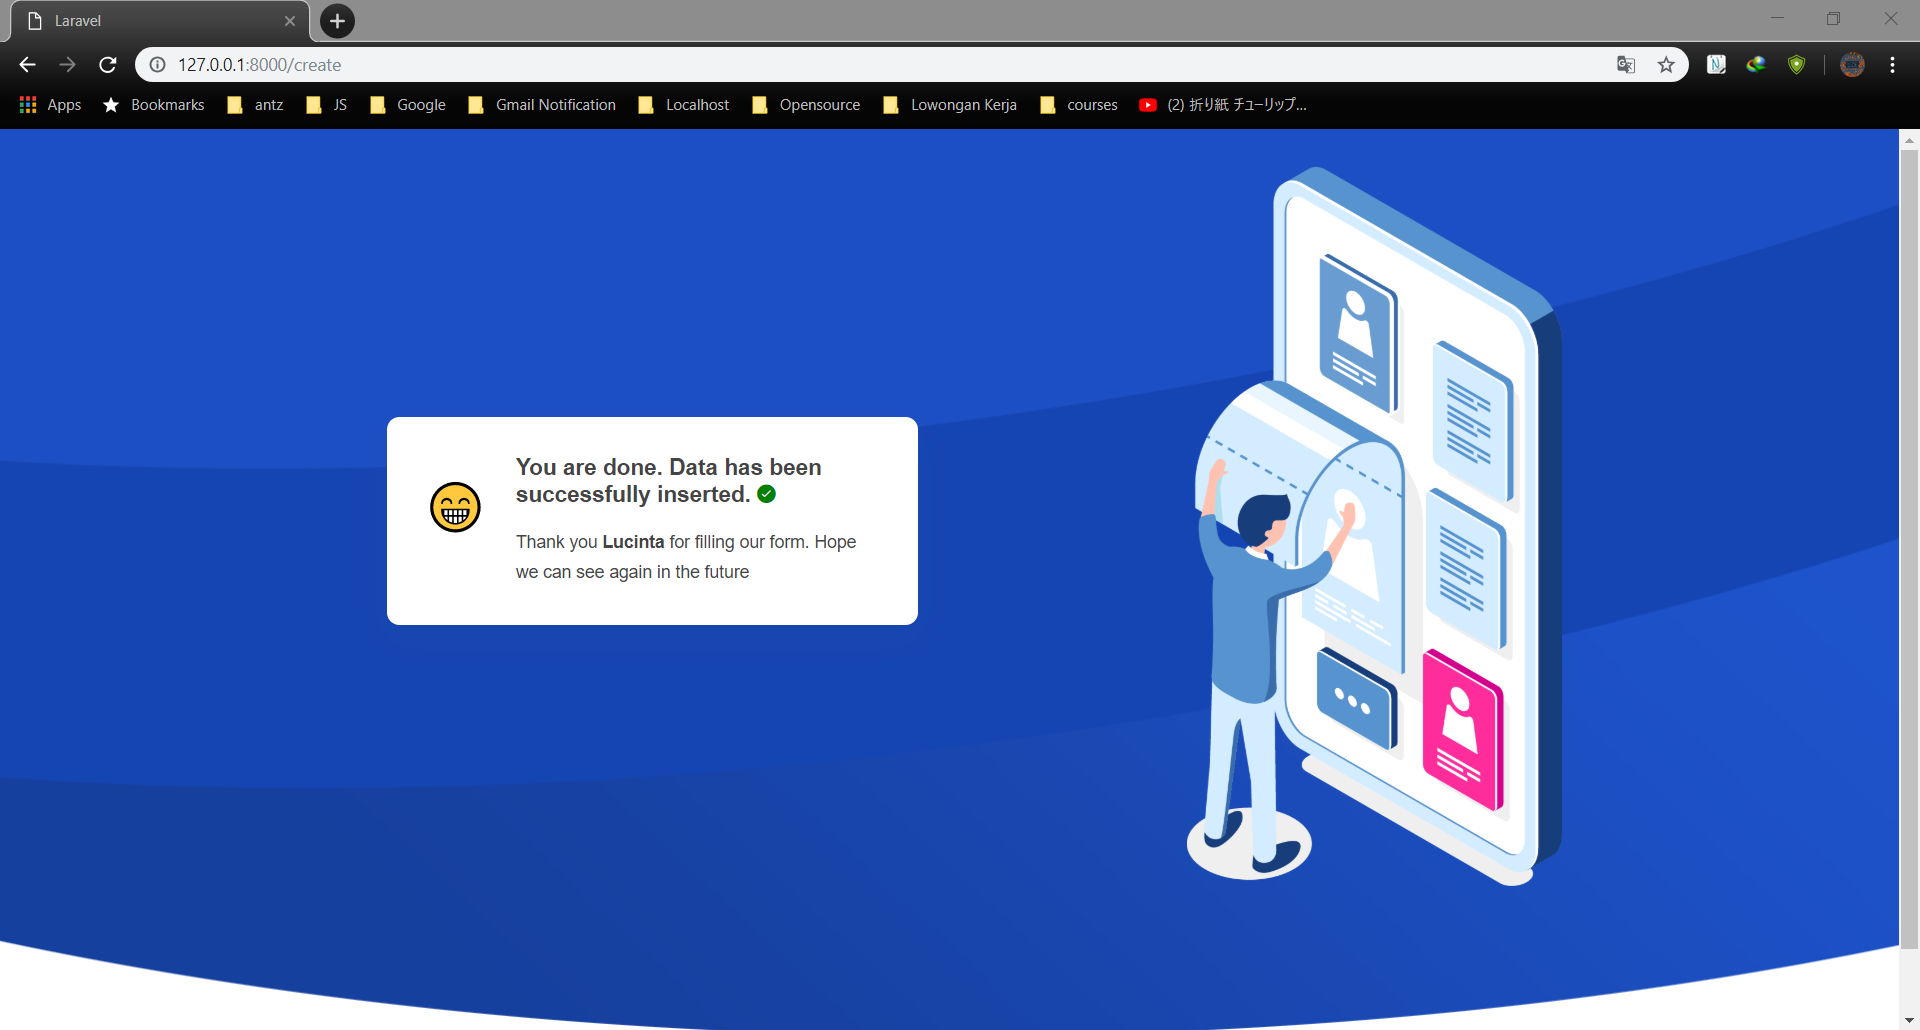 Laravel
127.0.0.1:8000/create
Apps Bookmarks antz JS Google Gmail Notification Localhost Opensource Lowongan Kerja courses (2) 折り紙 チューリップ...
You are done. Data has been
successfully inserted.
Thank you Lucinta for filling our form. Hope
we can see again in the future